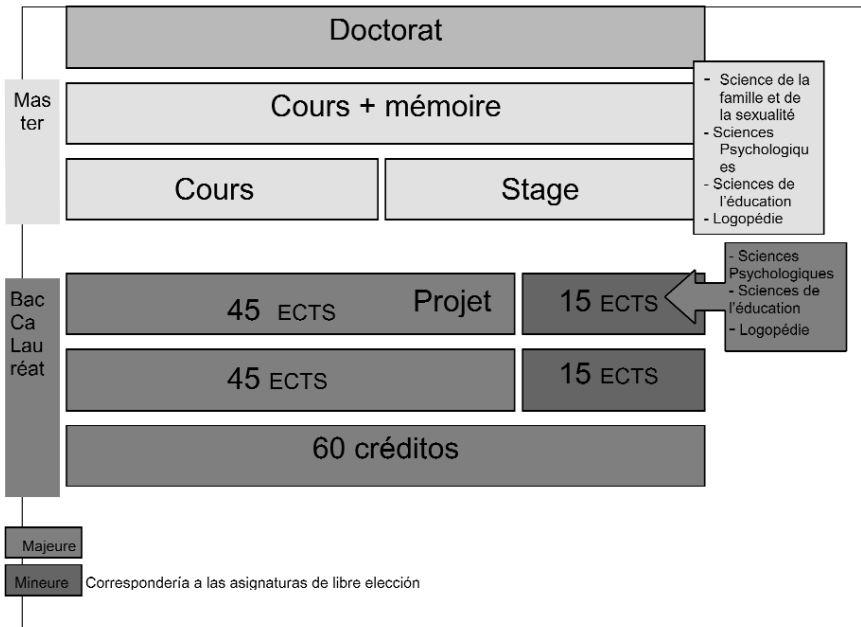 Doctorat
Mas
ter
Cours + mémoire
- Science de la
famille et de
la sexualité
- Sciences
Psychologiqu
es
- Sciences de
l'éducation
- Logopédie
Cours
Stage
Bac
Ca
Lau
réat
45 ECTS
Projet
15 ECTS
- Sciences
Psychologiques
- Sciences de
l'éducation
- Logopédie
45 ECTS
15 ECTS
60 créditos
Majeure
Mineure
Correspondería a las asignaturas de libre elección